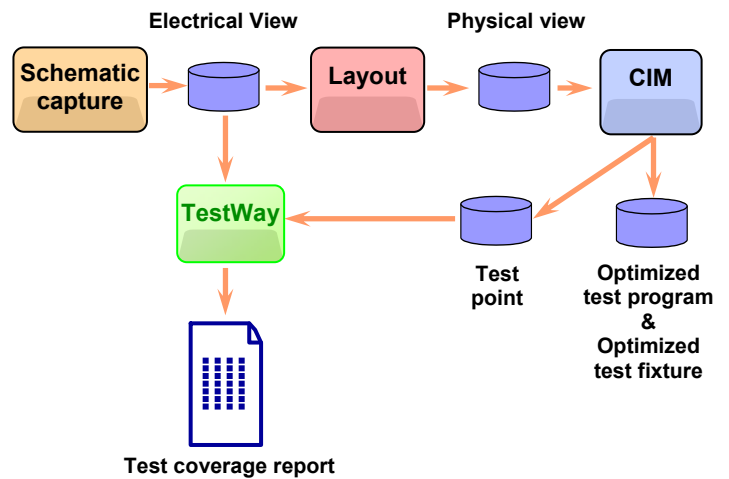 Electrical View
Physical view
Schematic
capture
Layout
CIM
TestWay
Test
point
Optimized
test program
&
Optimized
test fixture
Test coverage report